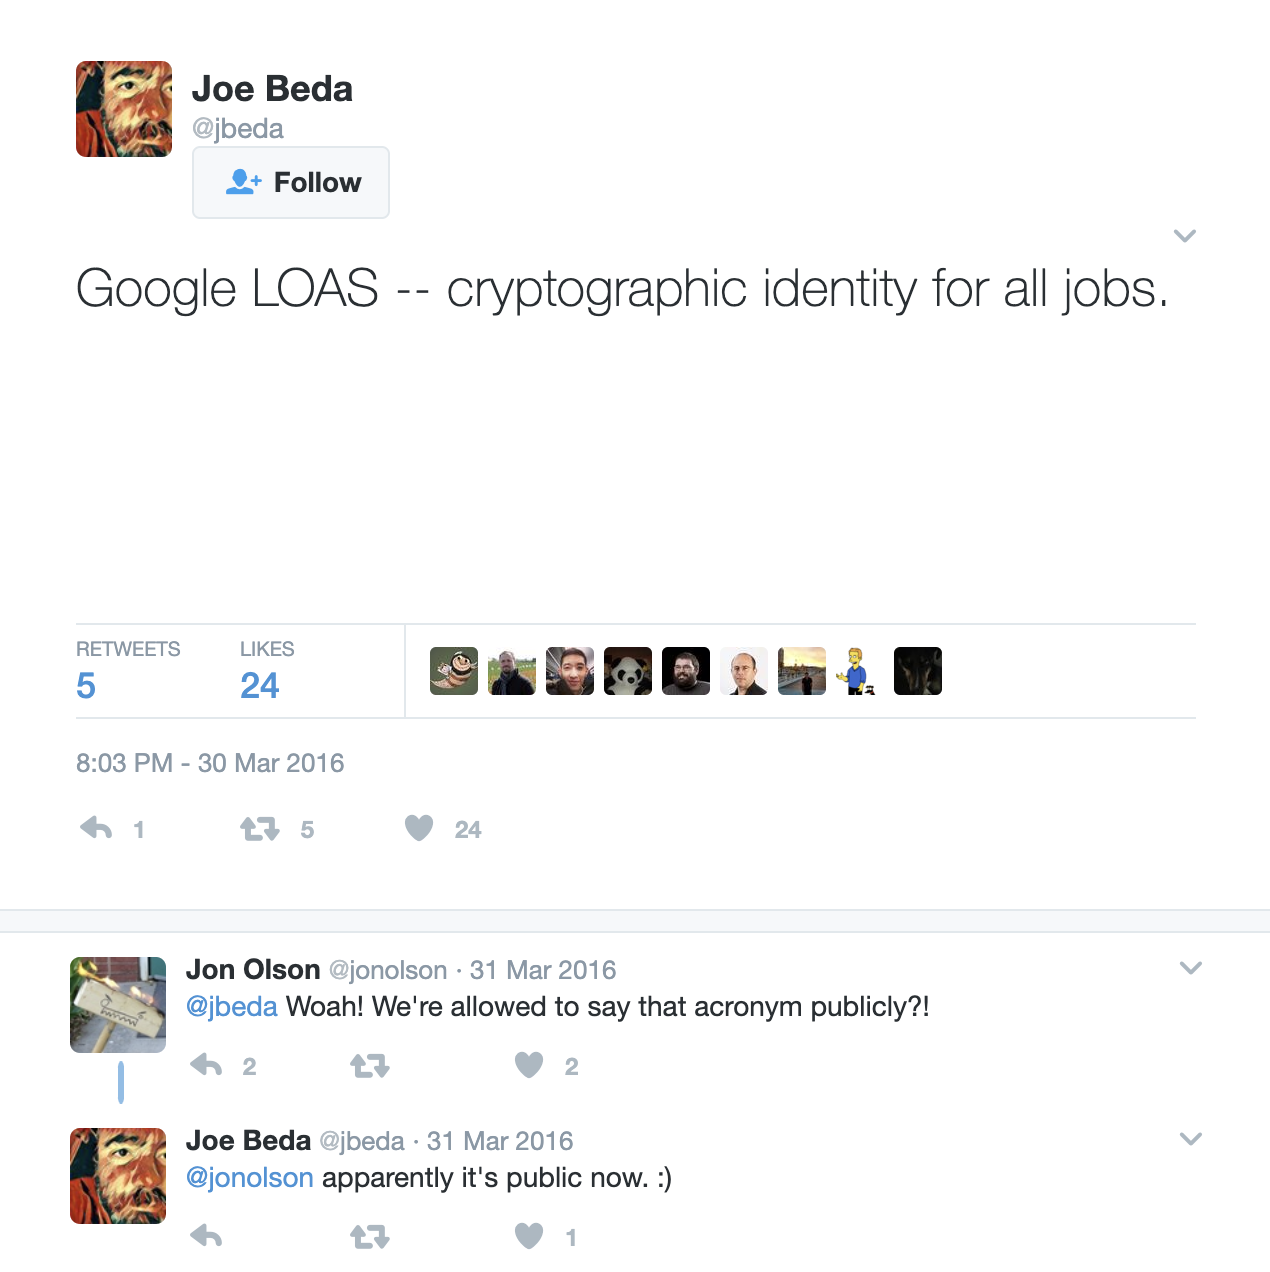 Joe Beda
@jbeda
Follow
Google LOAS -- cryptographic identity for all jobs.
RETWEETS LIKES
5 24
8:03 PM - 30 Mar 2016
1 5 24
Jon Olson @jonolson · 31 Mar 2016
@jbeda Woah! We're allowed to say that acronym publicly?!
2 2
Joe Beda @jbeda · 31 Mar 2016
@jonolson apparently it's public now. :)
1